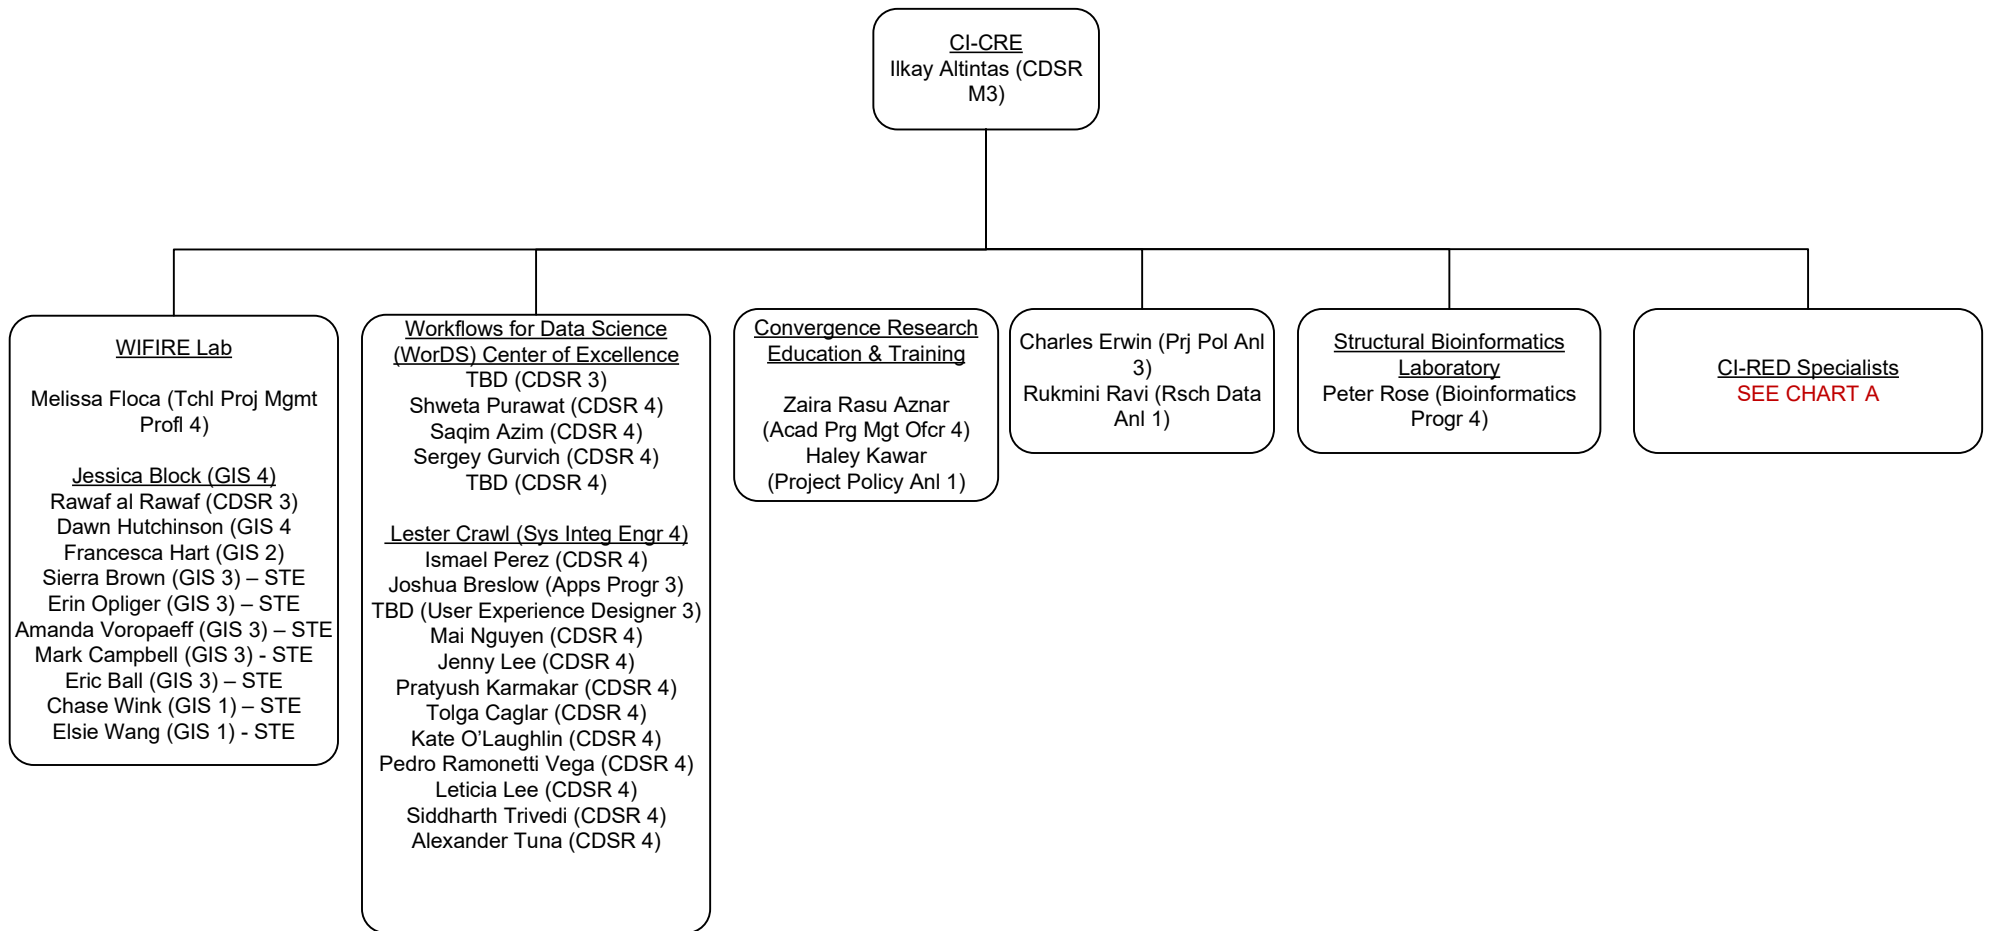 CI-CRE
Ilkay Altintas (CDSR
M3)
WIFIRE Lab
Melissa Floca (Tchl Proj Mgmt
Profl 4)
Jessica Block (GIS 4)
Rawaf al Rawaf (CDSR 3)
Dawn Hutchinson (GIS 4
Francesca Hart (GIS 2)
Sierra Brown (GIS 3) – STE
Erin Opliger (GIS 3) – STE
Amanda Voropaeff (GIS 3) – STE
Mark Campbell (GIS 3) - STE
Eric Ball (GIS 3) – STE
Chase Wink (GIS 1) – STE
Elsie Wang (GIS 1) - STE
Workflows for Data Science
(WorDS) Center of Excellence
TBD (CDSR 3)
Shweta Purawat (CDSR 4)
Saqim Azim (CDSR 4)
Sergey Gurvich (CDSR 4)
TBD (CDSR 4)
Lester Crawl (Sys Integ Engr 4)
Ismael Perez (CDSR 4)
Joshua Breslow (Apps Progr 3)
TBD (User Experience Designer 3)
Mai Nguyen (CDSR 4)
Jenny Lee (CDSR 4)
Pratyush Karmakar (CDSR 4)
Tolga Caglar (CDSR 4)
Kate O’Laughlin (CDSR 4)
Pedro Ramonetti Vega (CDSR 4)
Leticia Lee (CDSR 4)
Siddharth Trivedi (CDSR 4)
Alexander Tuna (CDSR 4)
Convergence Research
Education & Training
Zaira Rasu Aznar
(Acad Prg Mgt Ofcr 4)
Haley Kawar
(Project Policy Anl 1)
Charles Erwin (Prj Pol Anl
3)
Rukmini Ravi (Rsch Data
Anl 1)
Structural Bioinformatics
Laboratory
Peter Rose (Bioinformatics
Progr 4)
CI-RED Specialists
SEE CHART A